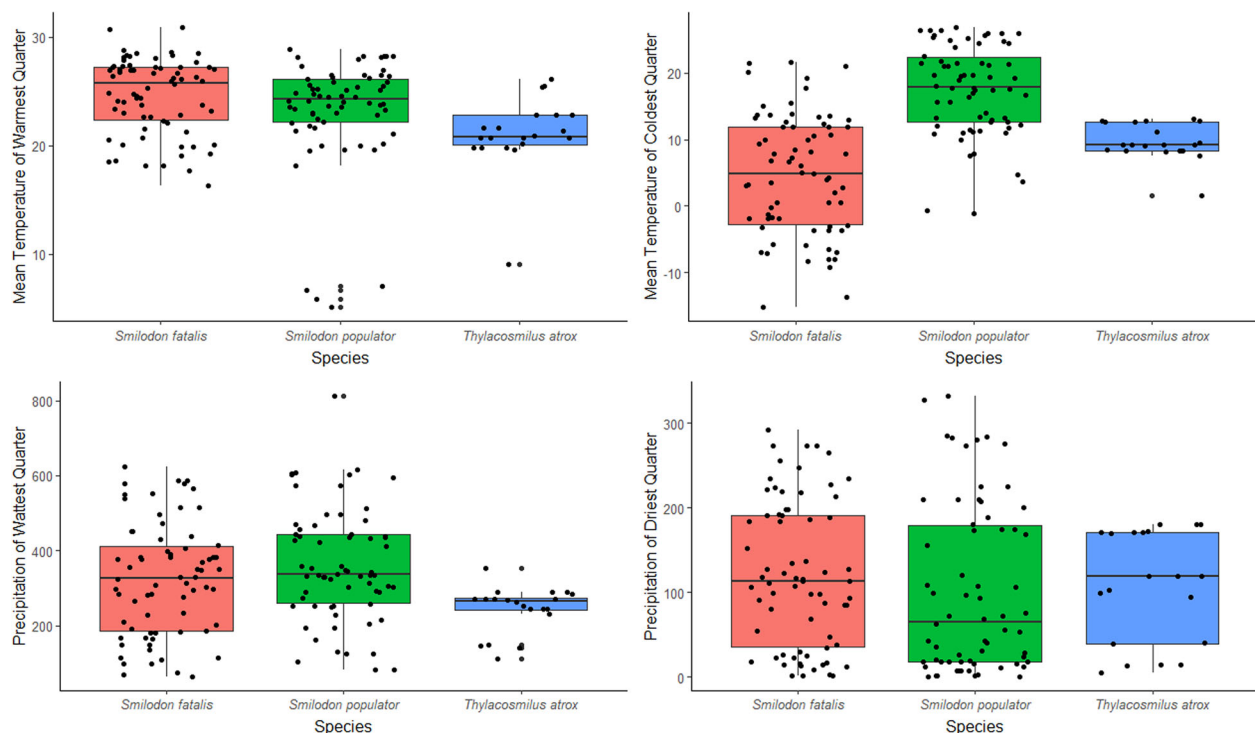 Mean Temperature of Warmest Quarter
30
20
10
Smilodon fatalis
Smilodon populator
Thylacosmilus atrox
Species
Mean Temperature of Coldest Quarter
20
10
0
-10
Smilodon fatalis
Smilodon populator
Thylacosmilus atrox
Species
Precipitation of Wattest Quarter
800
600
400
200
Smilodon fatalis
Smilodon populator
Thylacosmilus atrox
Species
Precipitation of Driest Quarter
300
200
100
0
Smilodon fatalis
Smilodon populator
Thylacosmilus atrox
Species